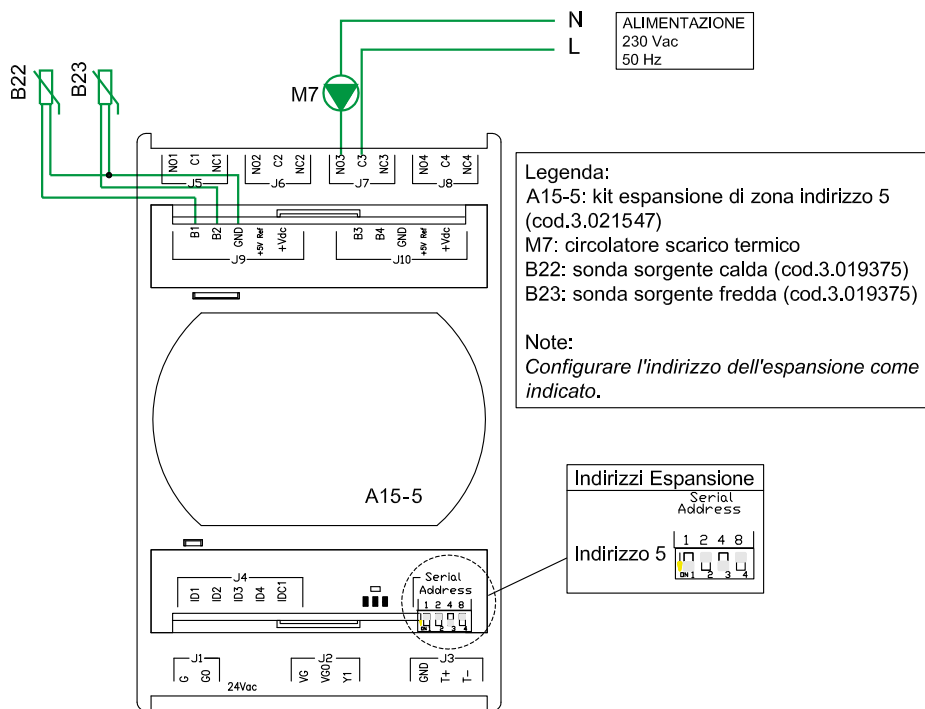 N
L
ALIMENTAZIONE
230 Vac
50 Hz
B22
B23
M7
NO1 C1 NC1
J5
NO2 C2 NC2
J6
NO3 C3 NC3
J7
NO4 C4 NC4
J8
B1 B2 GND +5V Ref +Vdc
J9
B3 B4 GND +5V Ref +Vdc
J10
Legenda:
A15-5: kit espansione di zona indirizzo 5
(cod.3.021547)
M7: circolatore scarico termico
B22: sonda sorgente calda (cod.3.019375)
B23: sonda sorgente fredda (cod.3.019375)
Note:
Configurare l'indirizzo dell'espansione come
indicato.
A15-5
Indirizzi Espansione
Serial
Address
1 2 4 8
Indirizzo 5
ON 1 2 3 4
J4
ID1 ID2 ID3 ID4 IDC1
Serial
Address
1 2 4 8
ON 1 2 3 4
J1
G G0
24Vac
J2
VG VG0 Y1
J3
GND T+ T-